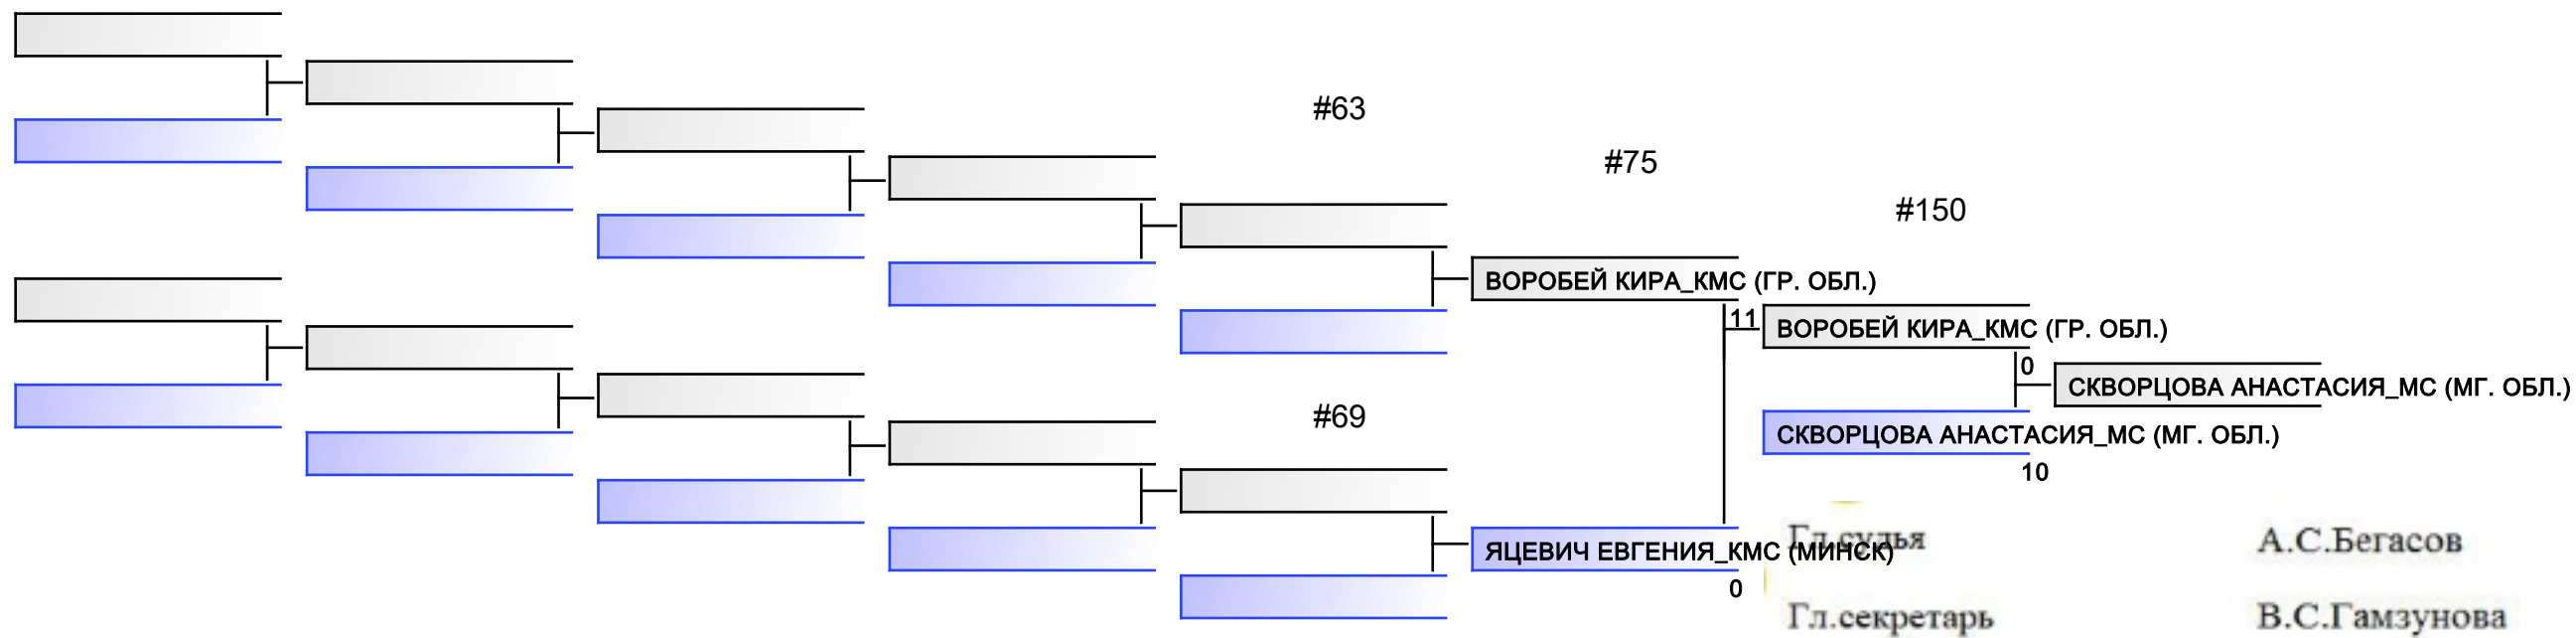 #63
#75
#150
ВОРОБЕЙ КИРА_КМС (ГР. ОБЛ.)
11
ВОРОБЕЙ КИРА_КМС (ГР. ОБЛ.)
0
СКВОРЦОВА АНАСТАСИЯ_МС (МГ. ОБЛ.)
#69
СКВОРЦОВА АНАСТАСИЯ_МС (МГ. ОБЛ.)
10
ЯЦЕВИЧ ЕВГЕНИЯ_КМС (МИНСК)
0
Гл.судья А.С.Бегасов
Гл.секретарь В.С.Гамзунова